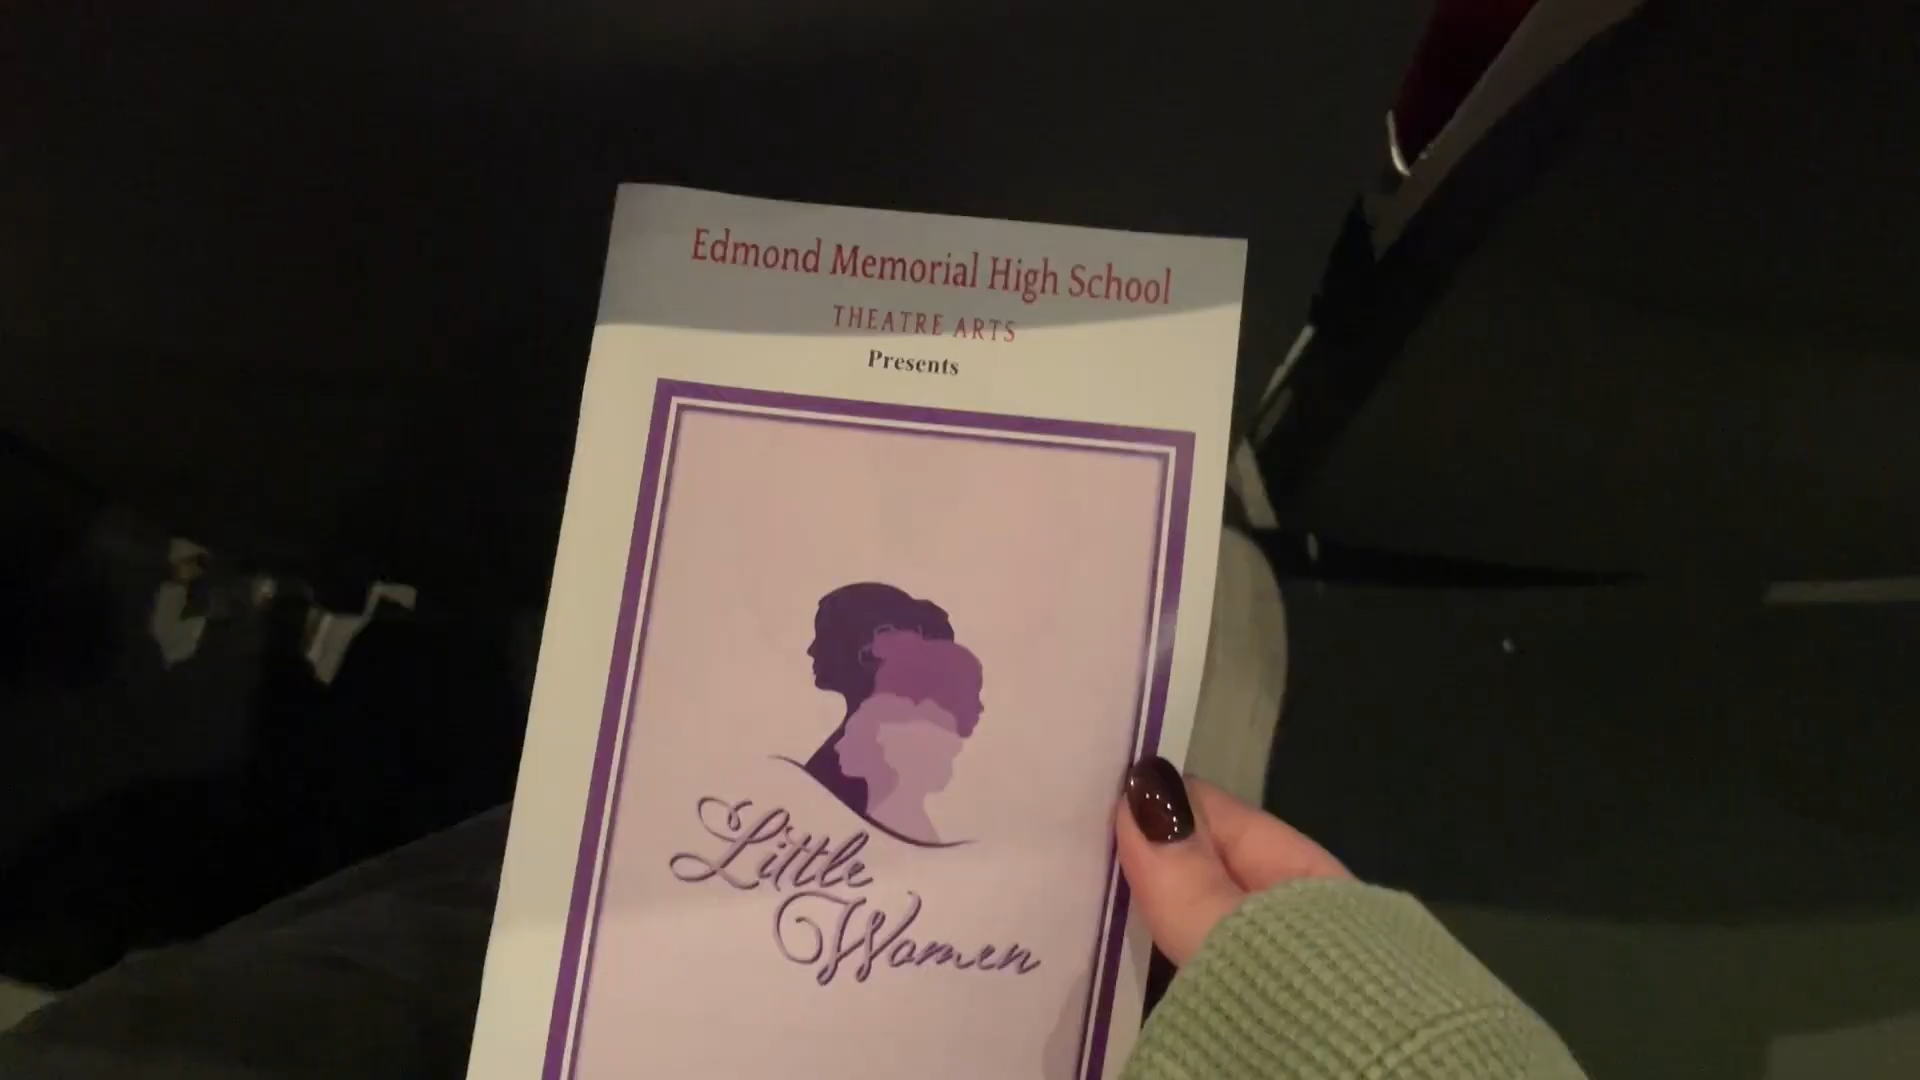 Edmond Memorial High School
THEATRE ARTS
Presents
Little
Women